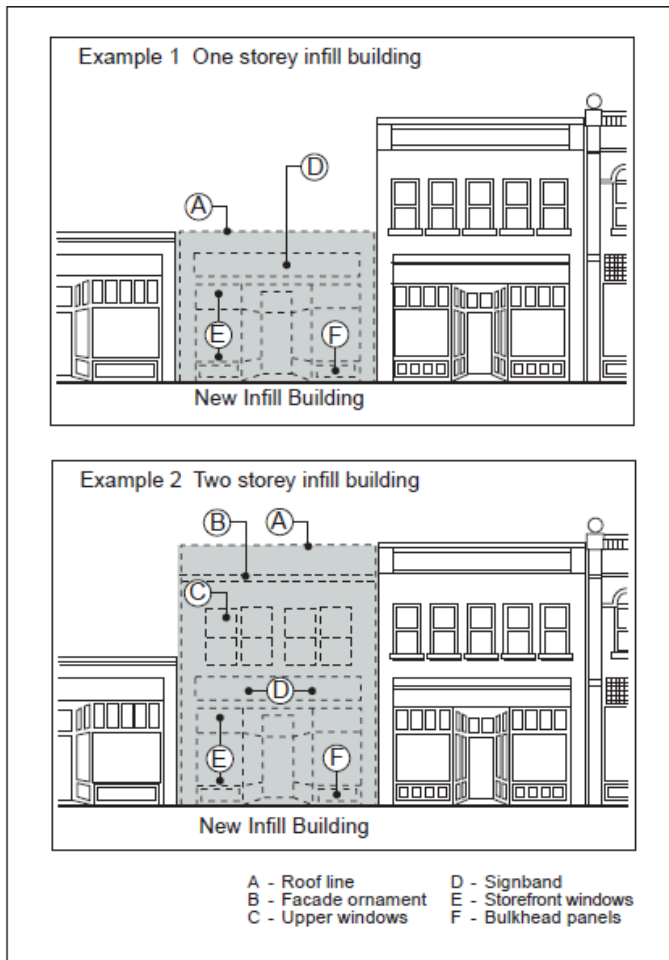 Example 1  One storey infill building
D
A
E
F
New Infill Building
Example 2  Two storey infill building
B
A
C
D
E
F
New Infill Building
A - Roof line
B - Facade ornament
C - Upper windows
D - Signband
E - Storefront windows
F - Bulkhead panels